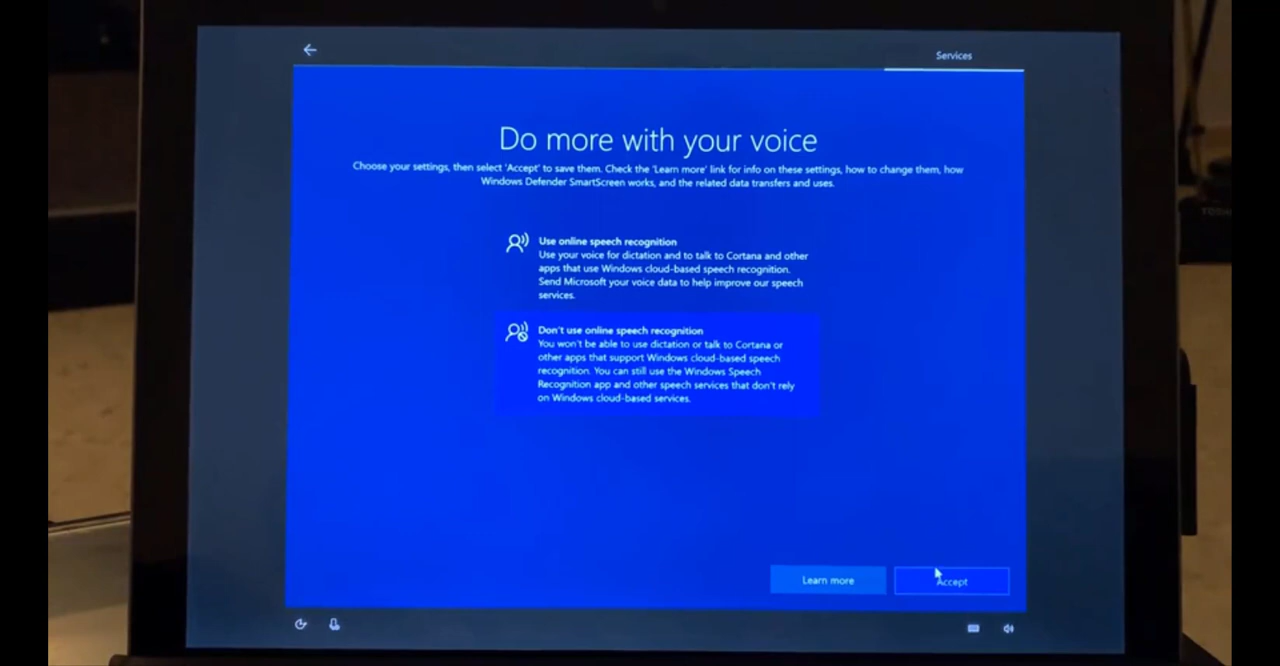 Services
Do more with your voice
Choose your settings, then select 'Accept' to save them. Check the 'Learn more' link for info on these settings, how to change them, how
Windows Defender SmartScreen works, and the related data transfers and uses.
Use online speech recognition
Use your voice for dictation and to talk to Cortana and other
apps that use Windows cloud-based speech recognition.
Send Microsoft your voice data to help improve our speech
services.
Don't use online speech recognition
You won't be able to use dictation or talk to Cortana or
other apps that support Windows cloud-based speech
recognition. You can still use the Windows Speech
Recognition app and other speech services that don't rely
on Windows cloud-based services.
Learn more
Accept